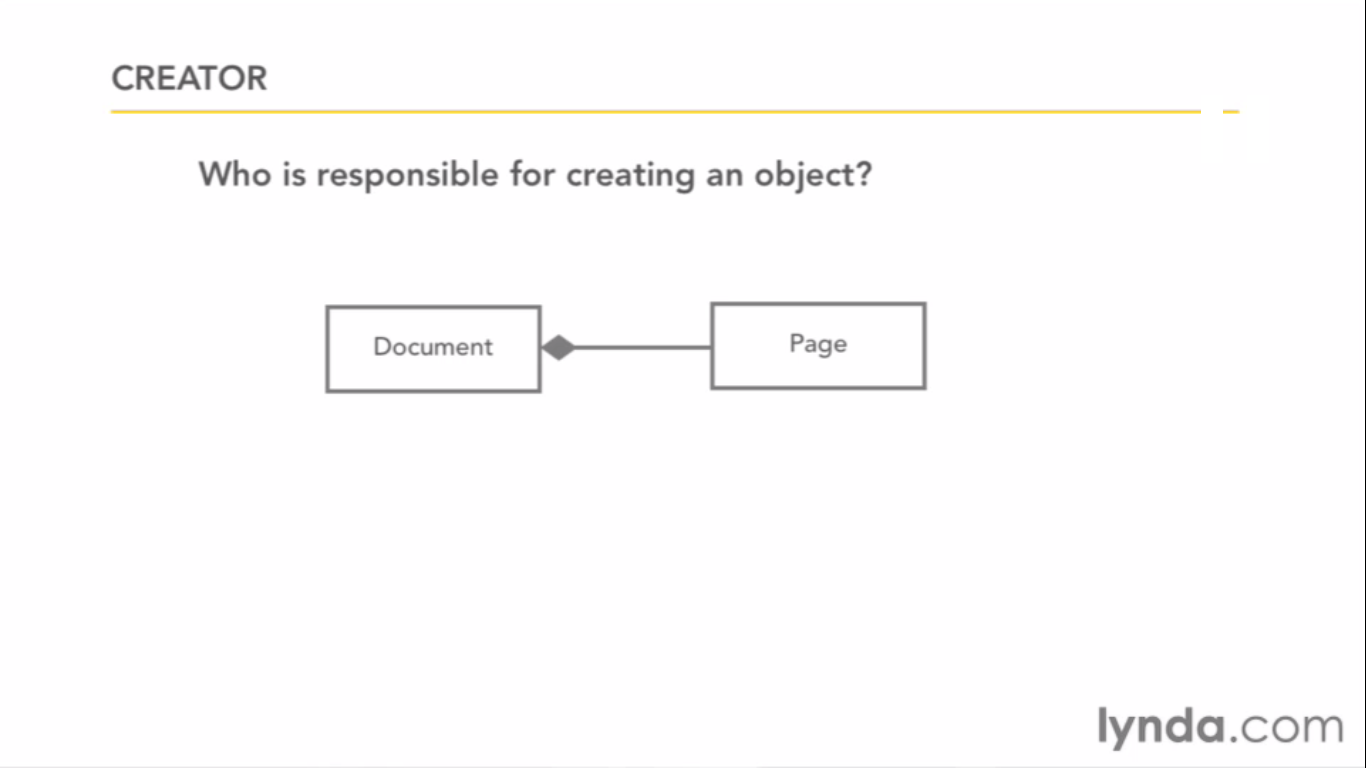 CREATOR
Who is responsible for creating an object?
Document
Page
lynda.com